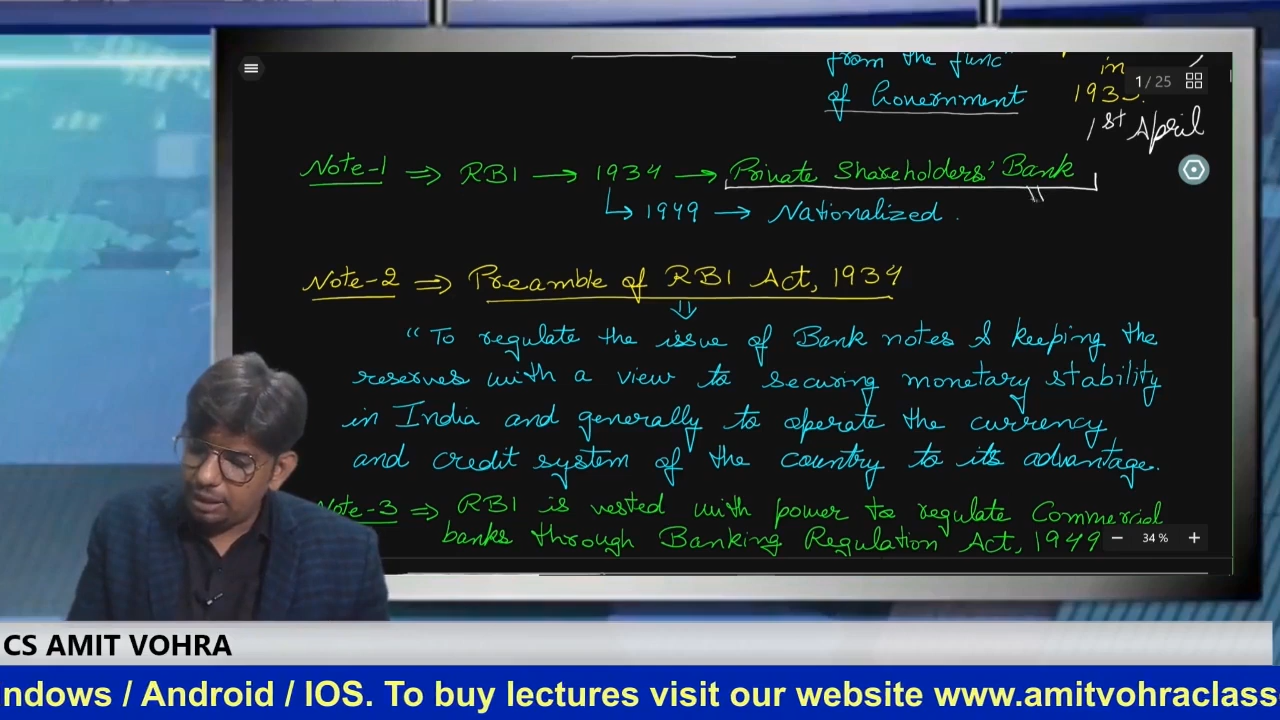 from the funcⁿ
of Government
in
193
1st April
1 / 25
Note-1 ⇒ RBI → 1934 → Private Shareholders' Bank
↳ 1949 → Nationalized.
Note-2 ⇒ Preamble of RBI Act, 1934
⇓
"To regulate the issue of Bank notes & keeping the
reserves with a view to securing monetary stability
in India and generally to operate the currency
and credit system of the country to its advantage.
Note-3 ⇒ RBI is vested with power to regulate Commercial
banks through Banking Regulation Act, 1949
− 34 % +
CS AMIT VOHRA
ndows / Android / IOS. To buy lectures visit our website www.amitvohraclass